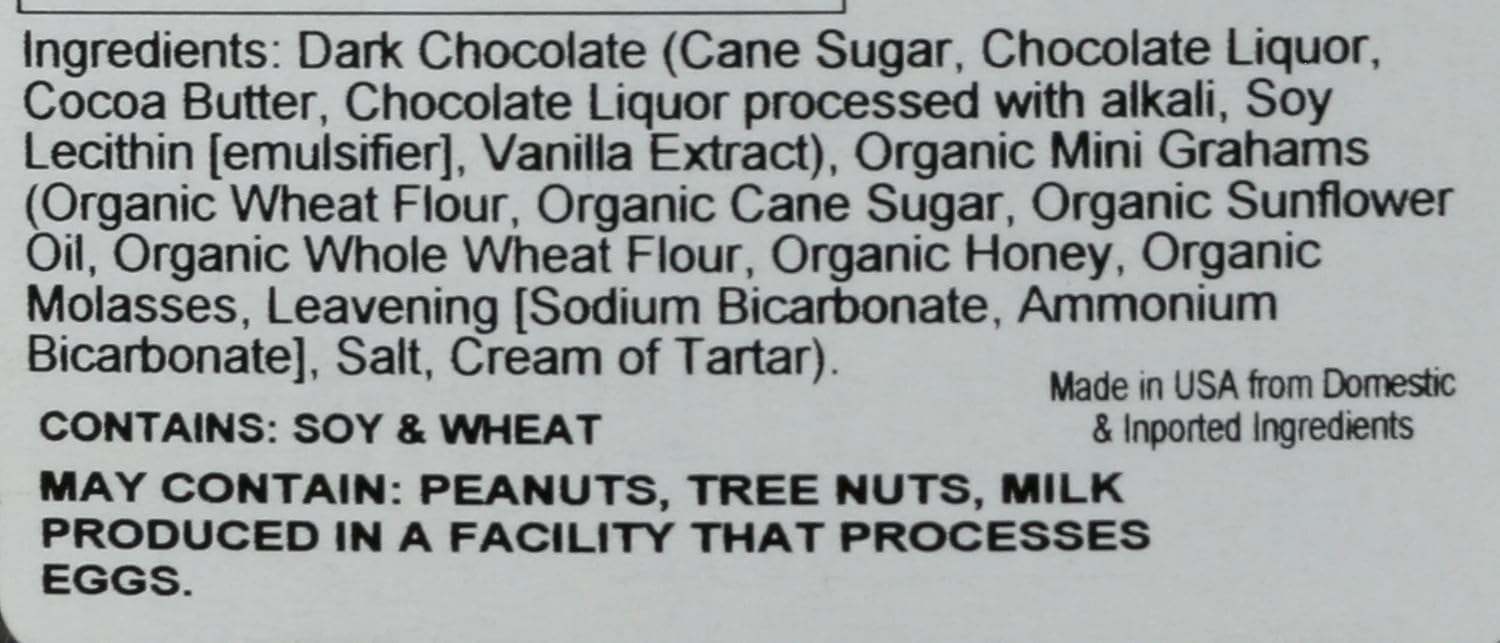 Ingredients: Dark Chocolate (Cane Sugar, Chocolate Liquor,
Cocoa Butter, Chocolate Liquor processed with alkali, Soy
Lecithin [emulsifier], Vanilla Extract), Organic Mini Grahams
(Organic Wheat Flour, Organic Cane Sugar, Organic Sunflower
Oil, Organic Whole Wheat Flour, Organic Honey, Organic
Molasses, Leavening [Sodium Bicarbonate, Ammonium
Bicarbonate], Salt, Cream of Tartar).
Made in USA from Domestic
& Inported Ingredients
CONTAINS: SOY & WHEAT
MAY CONTAIN: PEANUTS, TREE NUTS, MILK
PRODUCED IN A FACILITY THAT PROCESSES
EGGS.